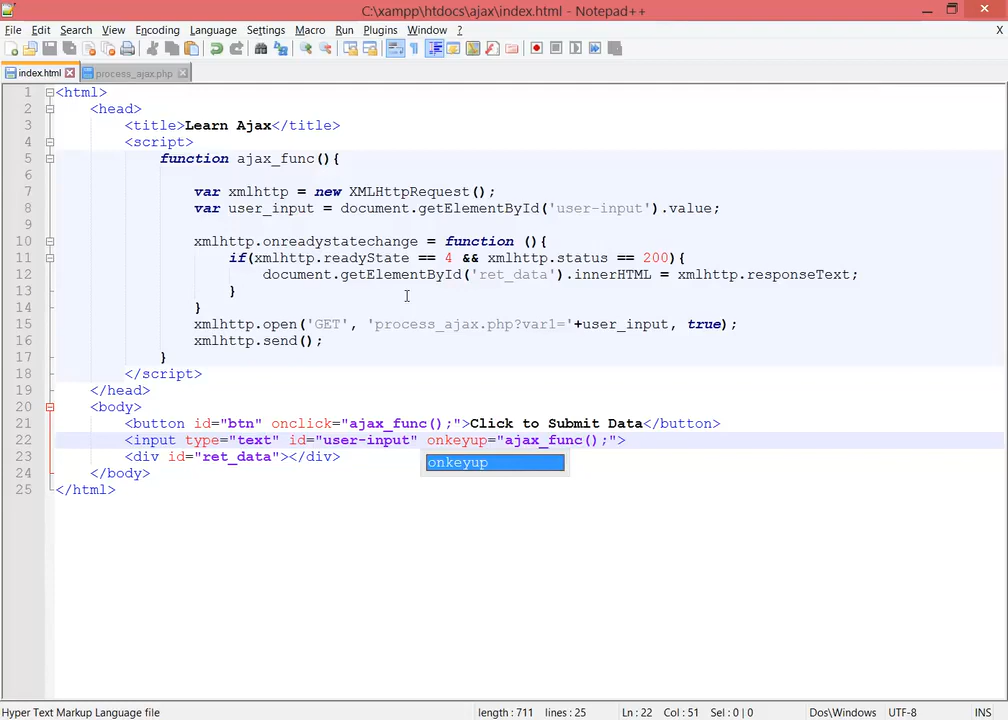 C:\xampp\htdocs\ajax\index.html - Notepad++
File Edit Search View Encoding Language Settings Macro Run Plugins Window ? X
index.html process_ajax.php
1 <html>
2 <head>
3 <title>Learn Ajax</title>
4 <script>
5 function ajax_func(){
6
7 var xmlhttp = new XMLHttpRequest();
8 var user_input = document.getElementById('user-input').value;
9
10 xmlhttp.onreadystatechange = function (){
11 if(xmlhttp.readyState == 4 && xmlhttp.status == 200){
12 document.getElementById('ret_data').innerHTML = xmlhttp.responseText;
13 }
14 }
15 xmlhttp.open('GET', 'process_ajax.php?var1='+user_input, true);
16 xmlhttp.send();
17 }
18 </script>
19 </head>
20 <body>
21 <button id="btn" onclick="ajax_func();">Click to Submit Data</button>
22 <input type="text" id="user-input" onkeyup="ajax_func();">
23 <div id="ret_data"></div>
onkeyup
24 </body>
25 </html>
Hyper Text Markup Language file length : 711 lines : 25 Ln : 22 Col : 51 Sel : 0 | 0 Dos\Windows UTF-8 INS